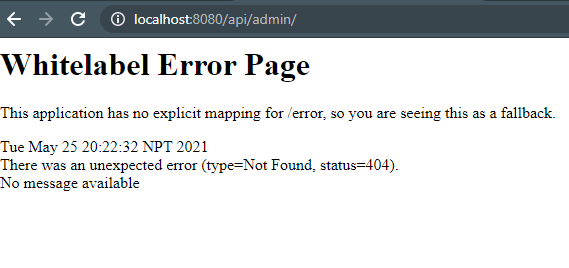 localhost:8080/api/admin/
Whitelabel Error Page
This application has no explicit mapping for /error, so you are seeing this as a fallback.
Tue May 25 20:22:32 NPT 2021
There was an unexpected error (type=Not Found, status=404).
No message available